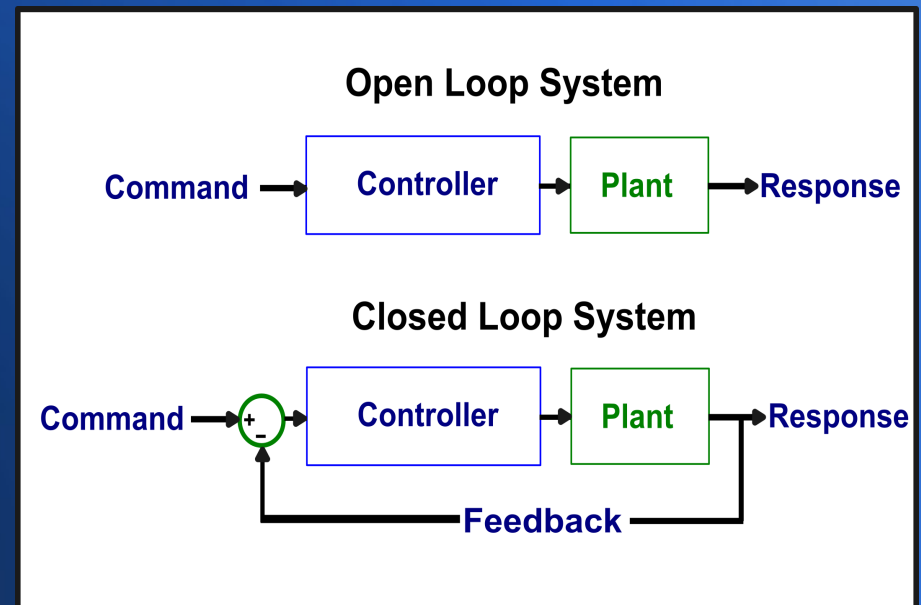 Open Loop System
Command Controller Plant Response
Closed Loop System
Command + Controller Plant Response
−
Feedback